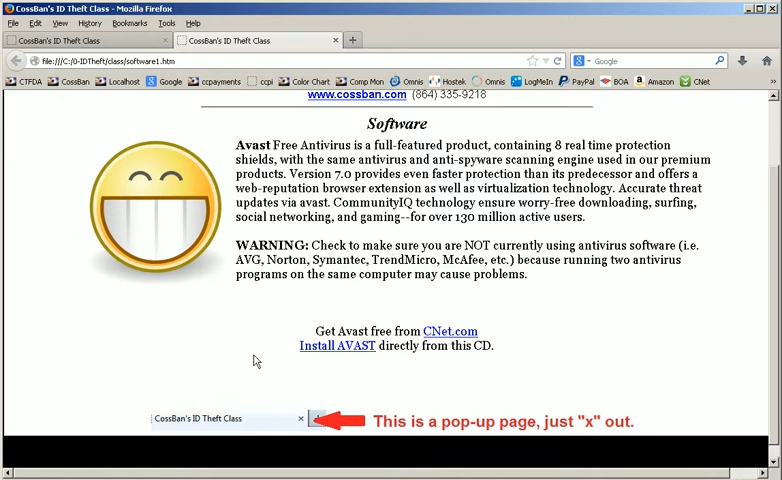 CossBan's ID Theft Class - Mozilla Firefox
File Edit View History Bookmarks Tools Help
CossBan's ID Theft Class × CossBan's ID Theft Class × +
file:///C:/0-IDTheft/class/software1.htm Google
CTFDA CossBan Localhost Google ccpayments ccpi Color Chart Comp Mon Omnis Hostek Omnis LogMeIn PayPal BOA Amazon CNet
www.cossban.com (864) 335-9218
Software
Avast Free Antivirus is a full-featured product, containing 8 real time protection
shields, with the same antivirus and anti-spyware scanning engine used in our premium
products. Version 7.0 provides even faster protection than its predecessor and offers a
web-reputation browser extension as well as virtualization technology. Accurate threat
updates via avast. CommunityIQ technology ensure worry-free downloading, surfing,
social networking, and gaming--for over 130 million active users.
WARNING: Check to make sure you are NOT currently using antivirus software (i.e.
AVG, Norton, Symantec, TrendMicro, McAfee, etc.) because running two antivirus
programs on the same computer may cause problems.
Get Avast free from CNet.com
Install AVAST directly from this CD.
CossBan's ID Theft Class × +
This is a pop-up page, just "x" out.